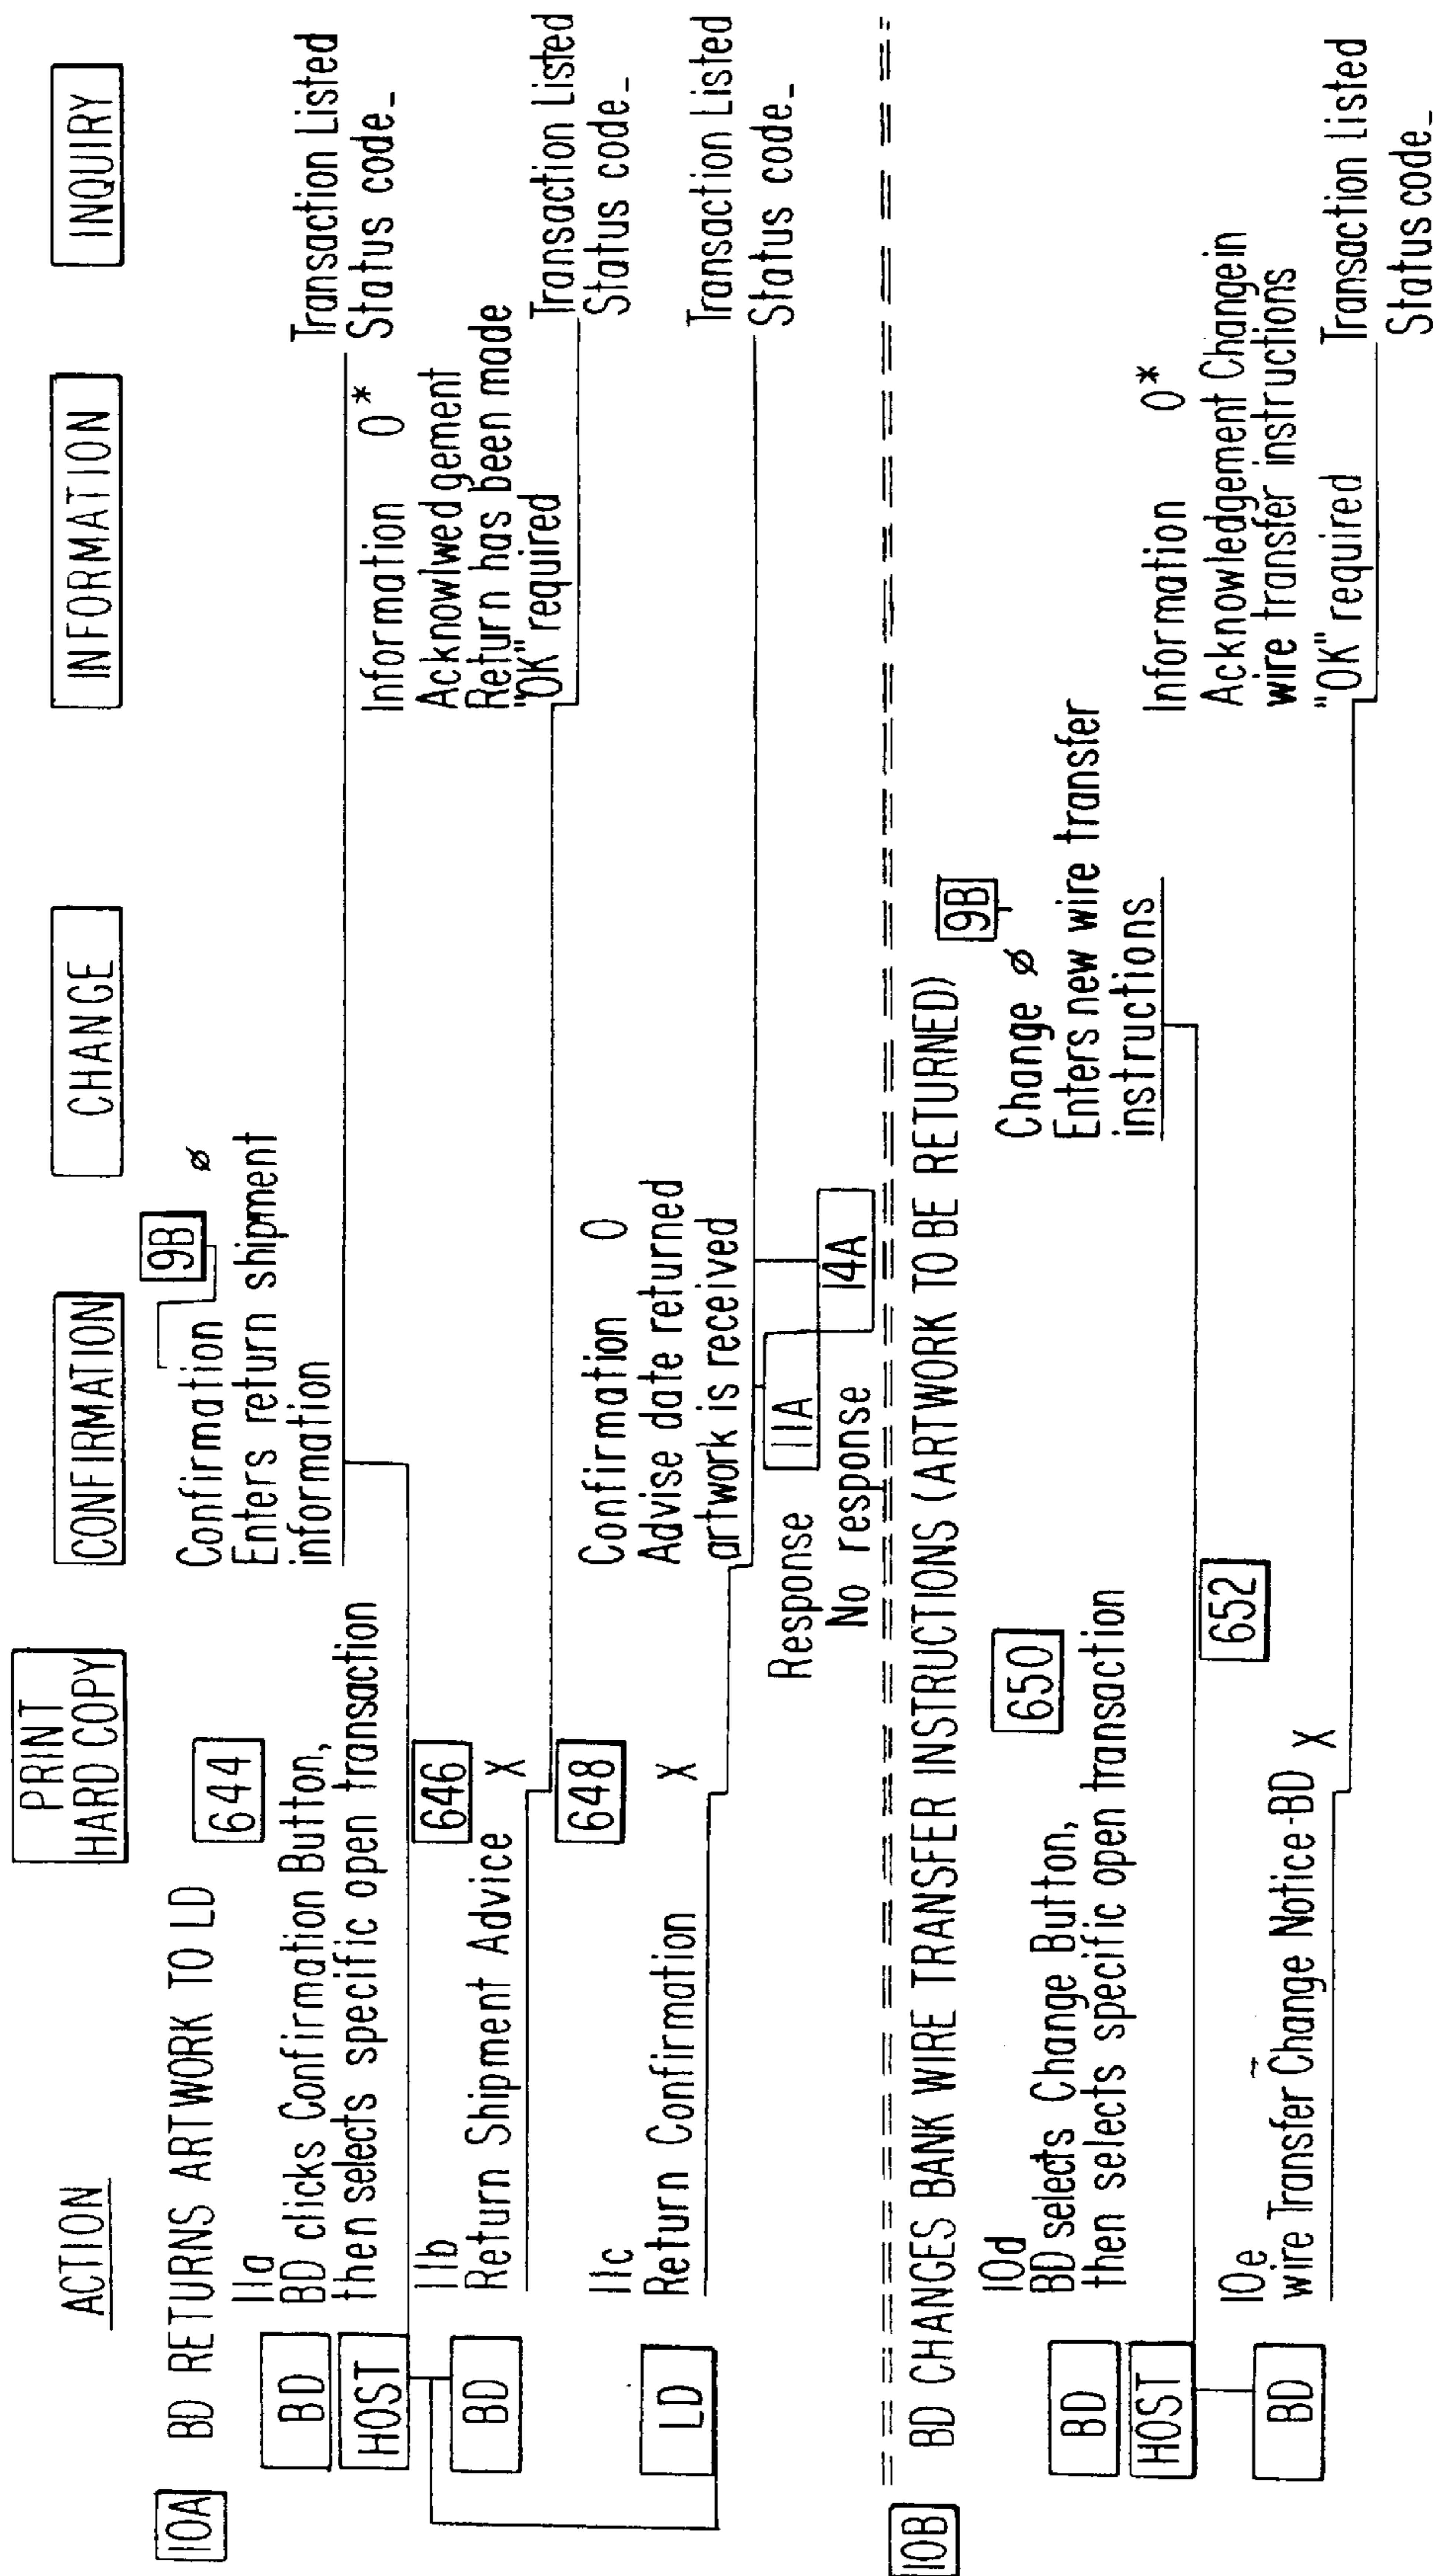 ACTION
PRINT
HARD COPY
CONFIRMATION
CHANGE
INFORMATION
INQUIRY
10A
BD RETURNS ARTWORK TO LD
644
9B
Confirmation ø
Enters return shipment
information
11a
BD
BD clicks Confirmation Button,
then selects specific open transaction
HOST
Transaction Listed
Status code_
646
11b
BD
Return Shipment Advice X
Information O*
Acknowlwedgement
Return has been made
"OK" required
Transaction Listed
Status code_
648
11c
LD
Return Confirmation X
Confirmation O
Advise date returned
artwork is received
Transaction Listed
Status code_
Response 11A
No response 14A
10B
BD CHANGES BANK WIRE TRANSFER INSTRUCTIONS (ARTWORK TO BE RETURNED)
9B
650
10d
BD
BD selects Change Button,
then selects specific open transaction
HOST
Change ø
Enters new wire transfer
instructions
652
10e
BD
wire Transfer Change Notice-BD X
Information O*
Acknowledgement Change in
wire transfer instructions
"OK" required
Transaction Listed
Status code_